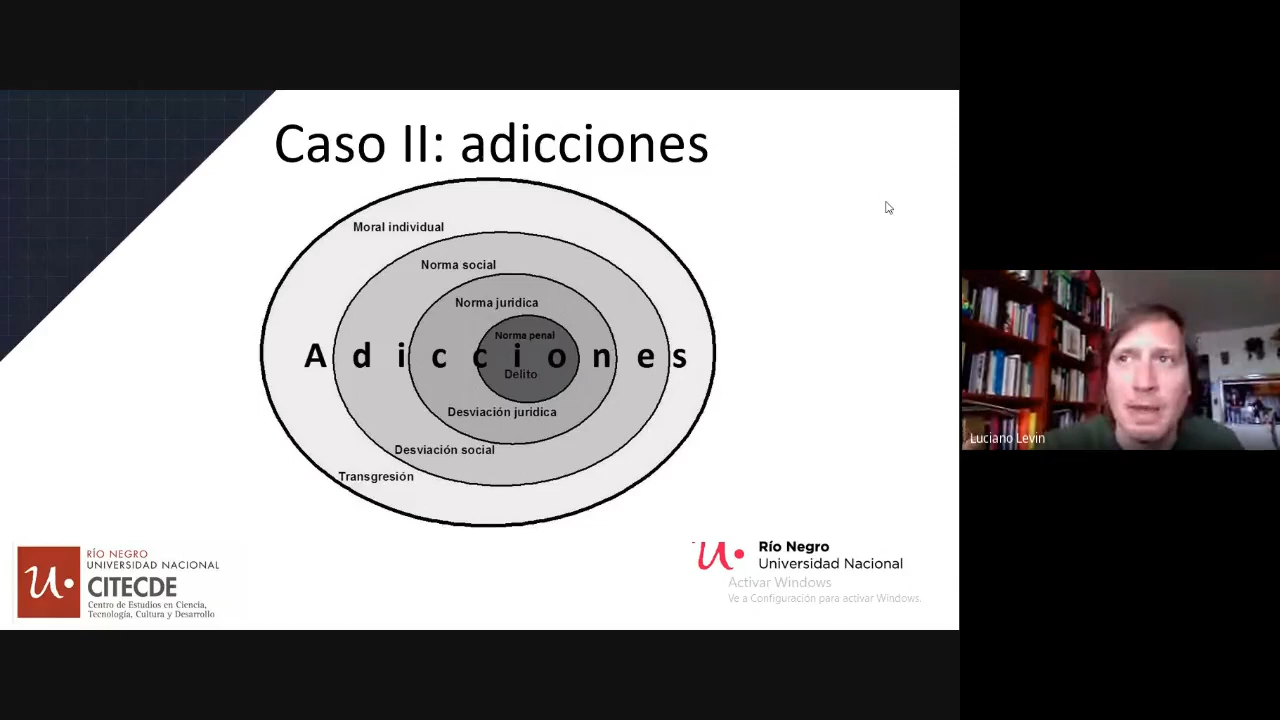 Caso II: adicciones
Moral individual
Norma social
Norma juridica
Norma penal
Adicciones
Delito
Desviación jurídica
Desviación social
Transgresión
RÍO NEGRO
UNIVERSIDAD NACIONAL
CITECDE
Centro de Estudios en Ciencia,
Tecnología, Cultura y Desarrollo
Río Negro
Universidad Nacional
Activar Windows
Ve a Configuración para activar Windows.
Luciano Levin